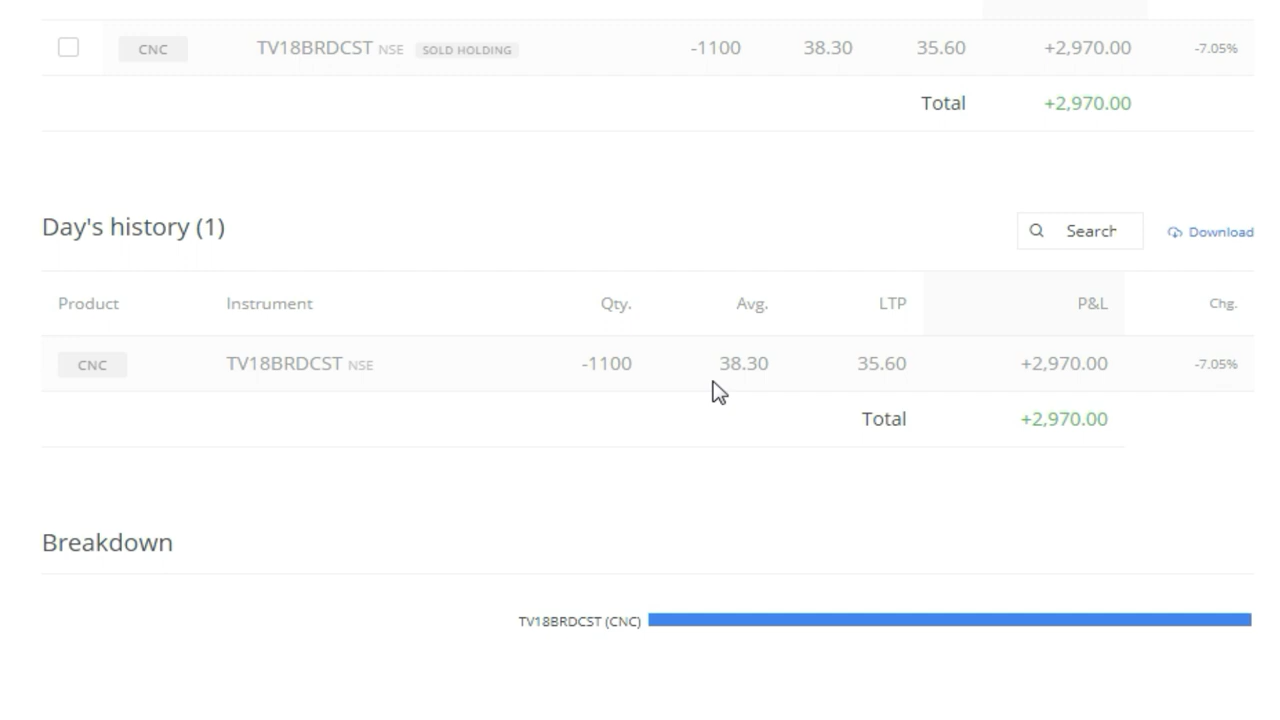 CNC TV18BRDCST NSE SOLD HOLDING -1100 38.30 35.60 +2,970.00 -7.05%
Total +2,970.00
Day's history (1) Search Download
Product Instrument Qty. Avg. LTP P&L Chg.
CNC TV18BRDCST NSE -1100 38.30 35.60 +2,970.00 -7.05%
Total +2,970.00
Breakdown
TV18BRDCST (CNC)